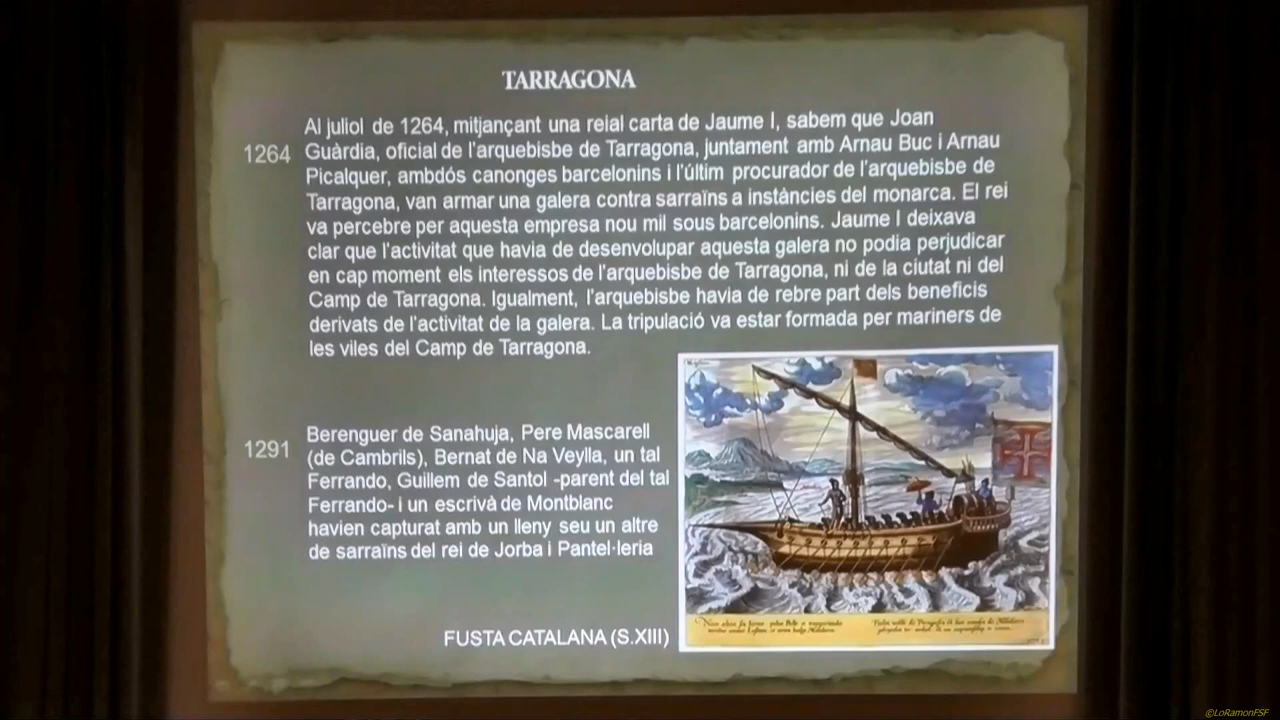 TARRAGONA
1264
Al juliol de 1264, mitjançant una reial carta de Jaume I, sabem que Joan
Guàrdia, oficial de l'arquebisbe de Tarragona, juntament amb Arnau Buc i Arnau
Picalquer, ambdós canonges barcelonins i l'últim procurador de l'arquebisbe de
Tarragona, van armar una galera contra sarraïns a instàncies del monarca. El rei
va percebre per aquesta empresa nou mil sous barcelonins. Jaume I deixava
clar que l'activitat que havia de desenvolupar aquesta galera no podia perjudicar
en cap moment els interessos de l'arquebisbe de Tarragona, ni de la ciutat ni del
Camp de Tarragona. Igualment, l'arquebisbe havia de rebre part dels beneficis
derivats de l'activitat de la galera. La tripulació va estar formada per mariners de
les viles del Camp de Tarragona.
1291
Berenguer de Sanahuja, Pere Mascarell
(de Cambrils), Bernat de Na Veylla, un tal
Ferrando, Guillem de Santol -parent del tal
Ferrando- i un escrivà de Montblanc
havien capturat amb un lleny seu un altre
de sarraïns del rei de Jorba i Pantel·leria
FUSTA CATALANA (S.XIII)
©LoRamonFSF